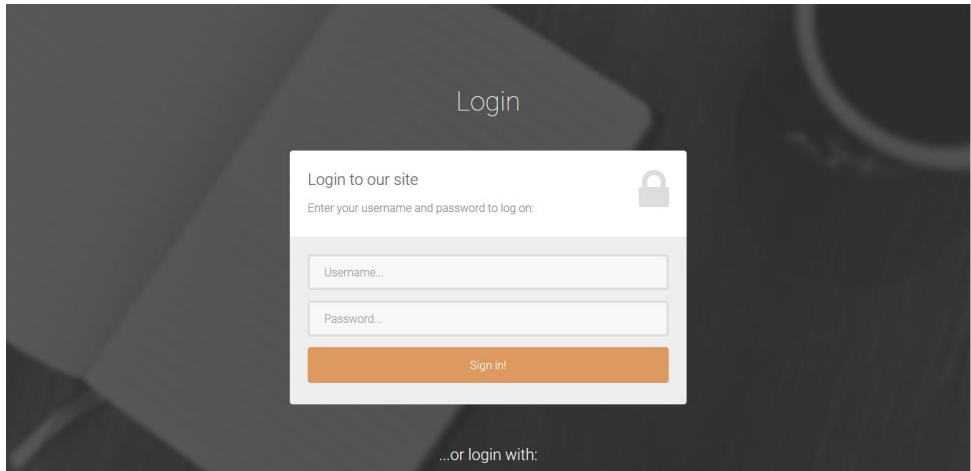 Login
Login to our site
Enter your username and password to log on:
Username...
Password...
Sign in!
...or login with: